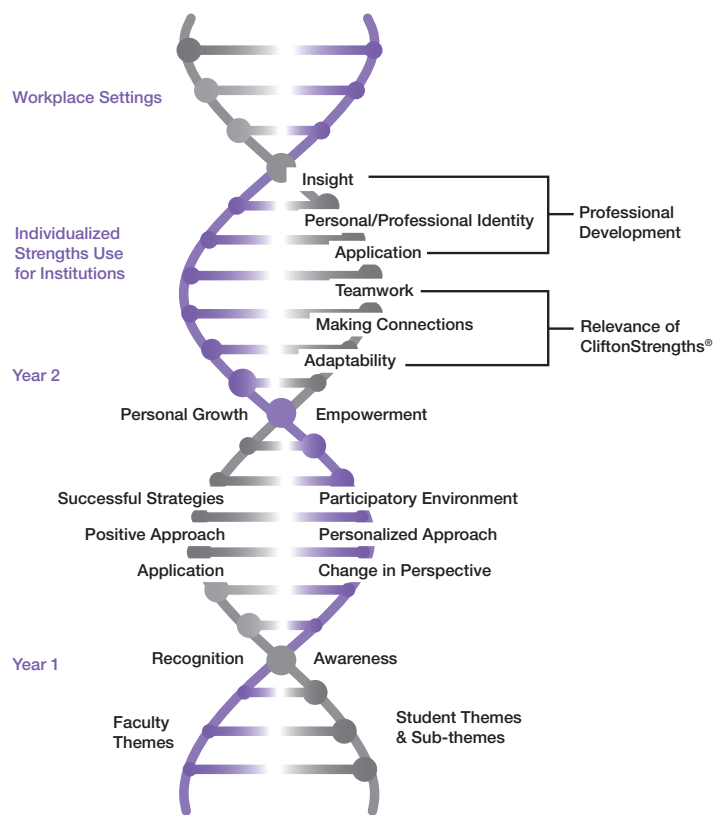 Workplace Settings
Insight
Personal/Professional Identity
Application
Professional
Development
Individualized
Strengths Use
for Institutions
Teamwork
Making Connections
Adaptability
Relevance of
CliftonStrengths®
Year 2
Personal Growth
Empowerment
Successful Strategies
Participatory Environment
Positive Approach
Personalized Approach
Application
Change in Perspective
Year 1
Recognition
Awareness
Faculty
Themes
Student Themes
& Sub-themes